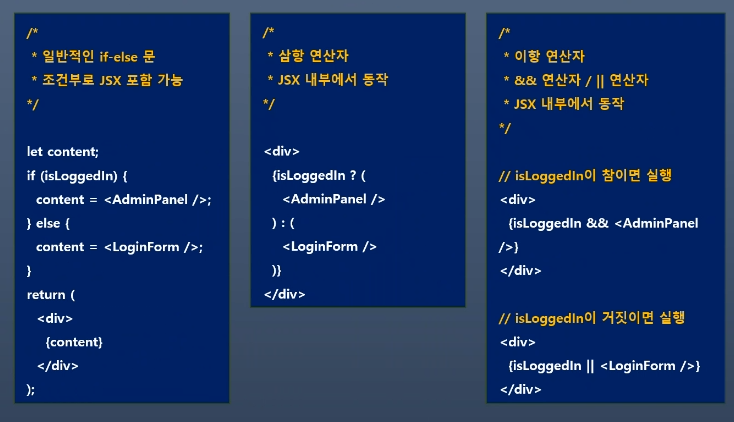 /*
* 일반적인 if-else 문
* 조건부로 JSX 포함 가능
*/
let content;
if (isLoggedIn) {
content = <AdminPanel />;
} else {
content = <LoginForm />;
}
return (
<div>
{content}
</div>
);
/*
* 삼항 연산자
* JSX 내부에서 동작
*/
<div>
{isLoggedIn ? (
<AdminPanel />
) : (
<LoginForm />
)}
</div>
/*
* 이항 연산자
* && 연산자 / || 연산자
* JSX 내부에서 동작
*/
// isLoggedIn이 참이면 실행
<div>
{isLoggedIn && <AdminPanel
/>}
</div>
// isLoggedIn이 거짓이면 실행
<div>
{isLoggedIn || <LoginForm />}
</div>